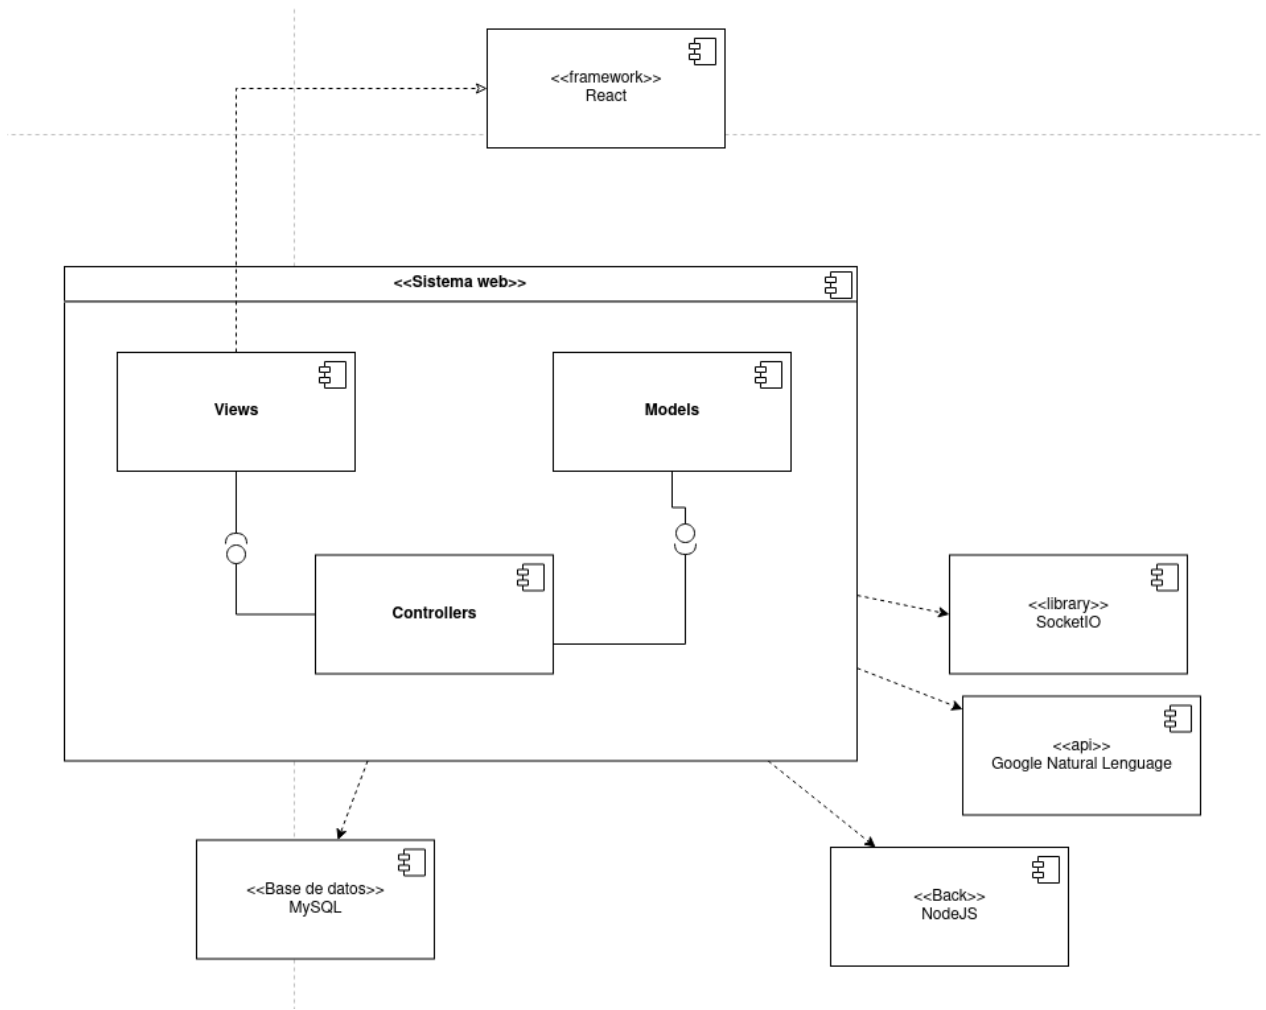 <<framework>>
React
<<Sistema web>>
Views
Models
Controllers
<<library>>
SocketIO
<<api>>
Google Natural Lenguage
<<Base de datos>>
MySQL
<<Back>>
NodeJS